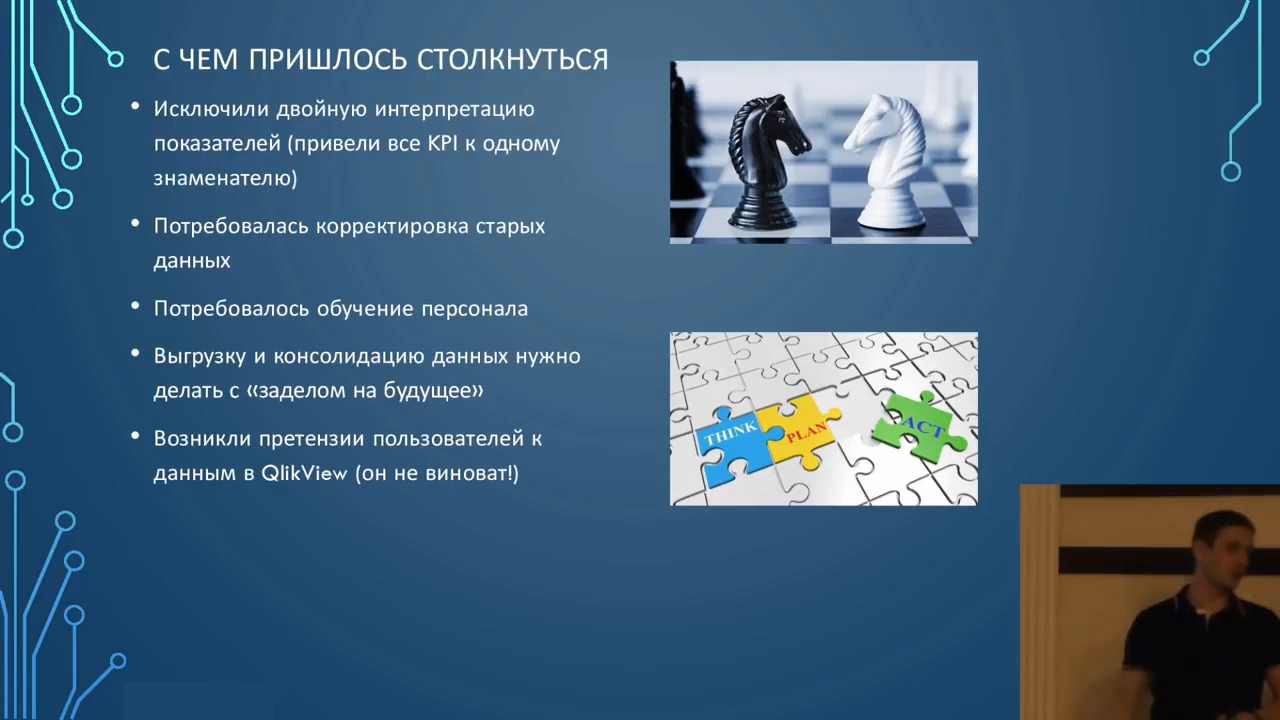 С ЧЕМ ПРИШЛОСЬ СТОЛКНУТЬСЯ
• Исключили двойную интерпретацию
показателей (привели все KPI к одному
знаменателю)
• Потребовалась корректировка старых
данных
• Потребовалось обучение персонала
• Выгрузку и консолидацию данных нужно
делать с «заделом на будущее»
• Возникли претензии пользователей к
данным в QlikView (он не виноват!)
THINK
PLAN
ACT